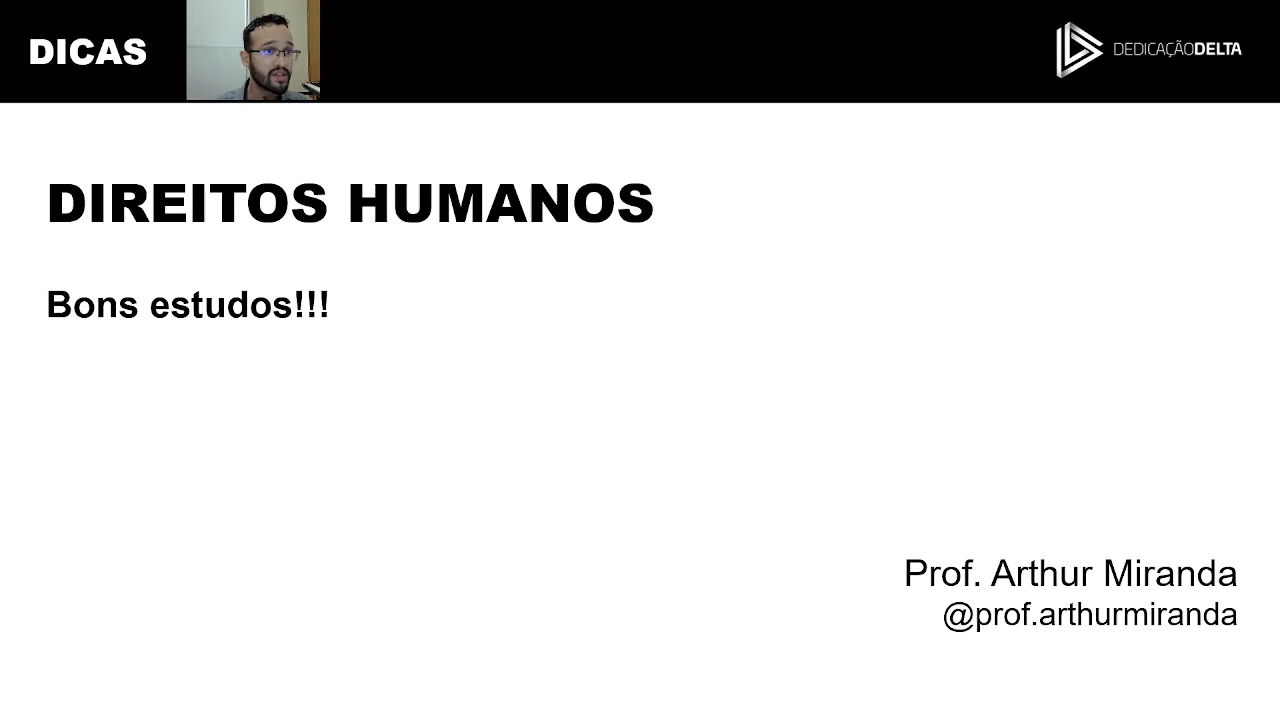 DICAS
DEDICAÇÃODELTA
DIREITOS HUMANOS
Bons estudos!!!
Prof. Arthur Miranda
@prof.arthurmiranda